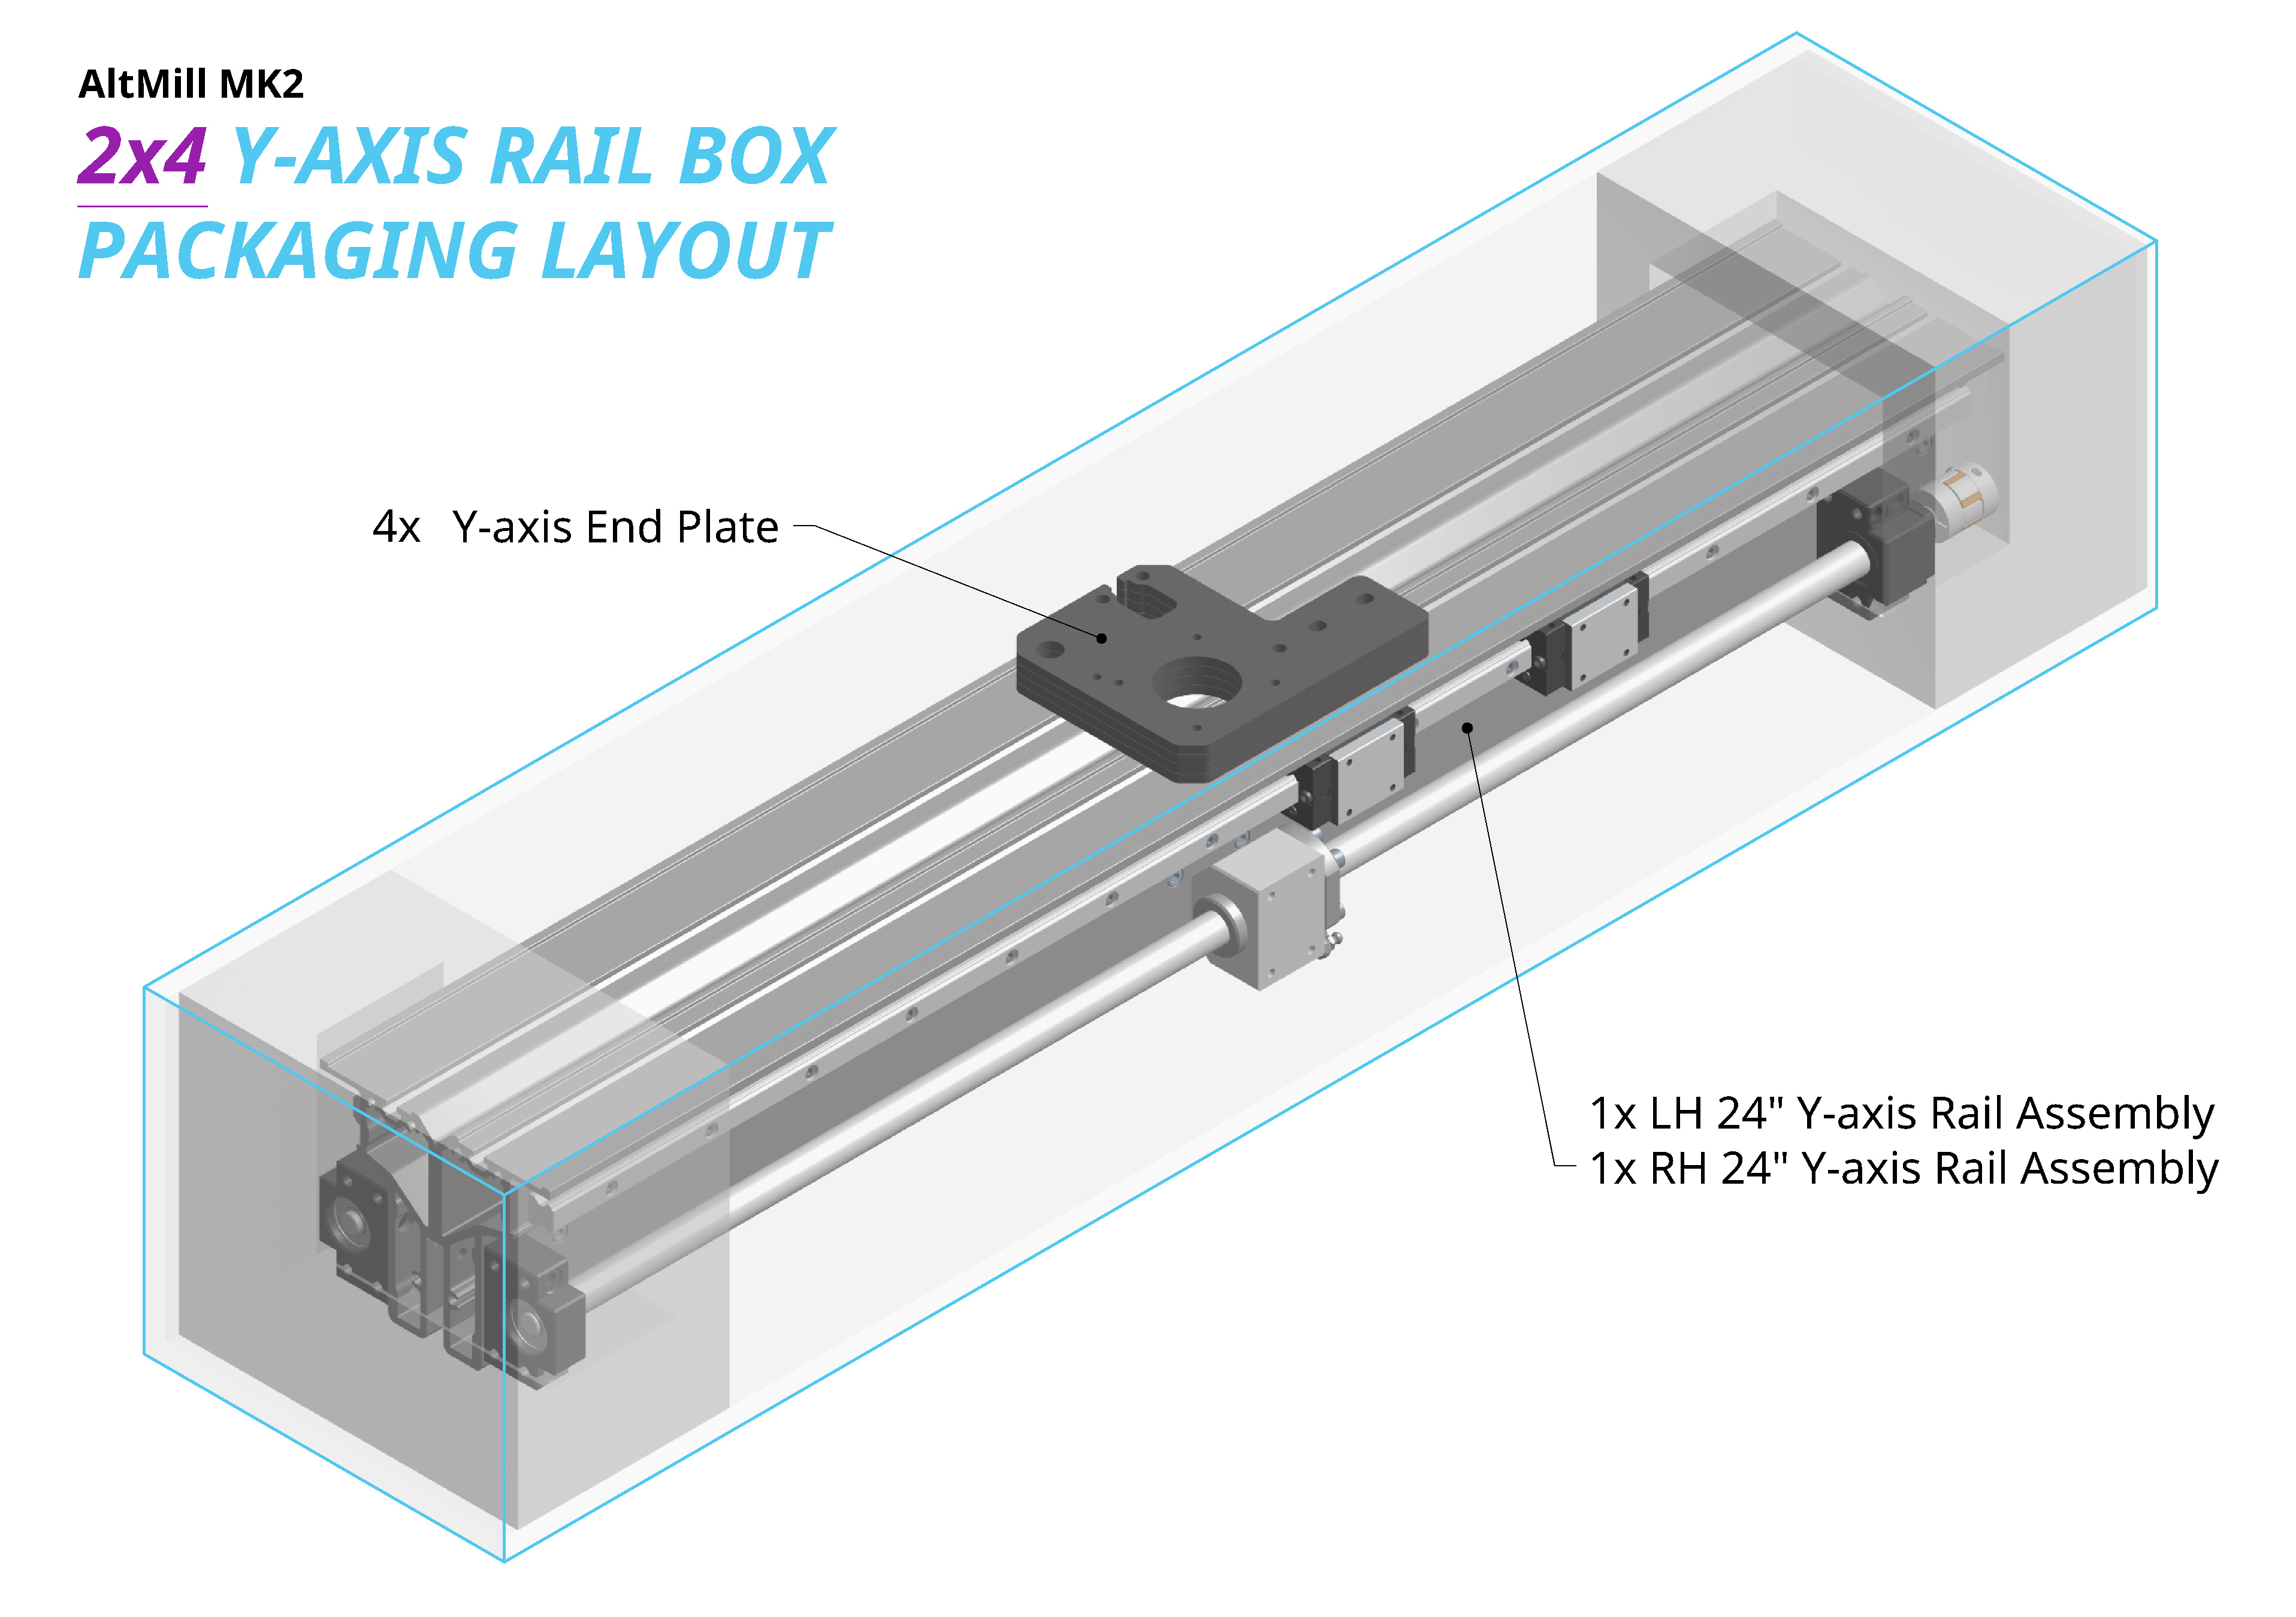 AltMill MK2
2x4 Y-AXIS RAIL BOX
PACKAGING LAYOUT
4x Y-axis End Plate
1x LH 24" Y-axis Rail Assembly
1x RH 24" Y-axis Rail Assembly